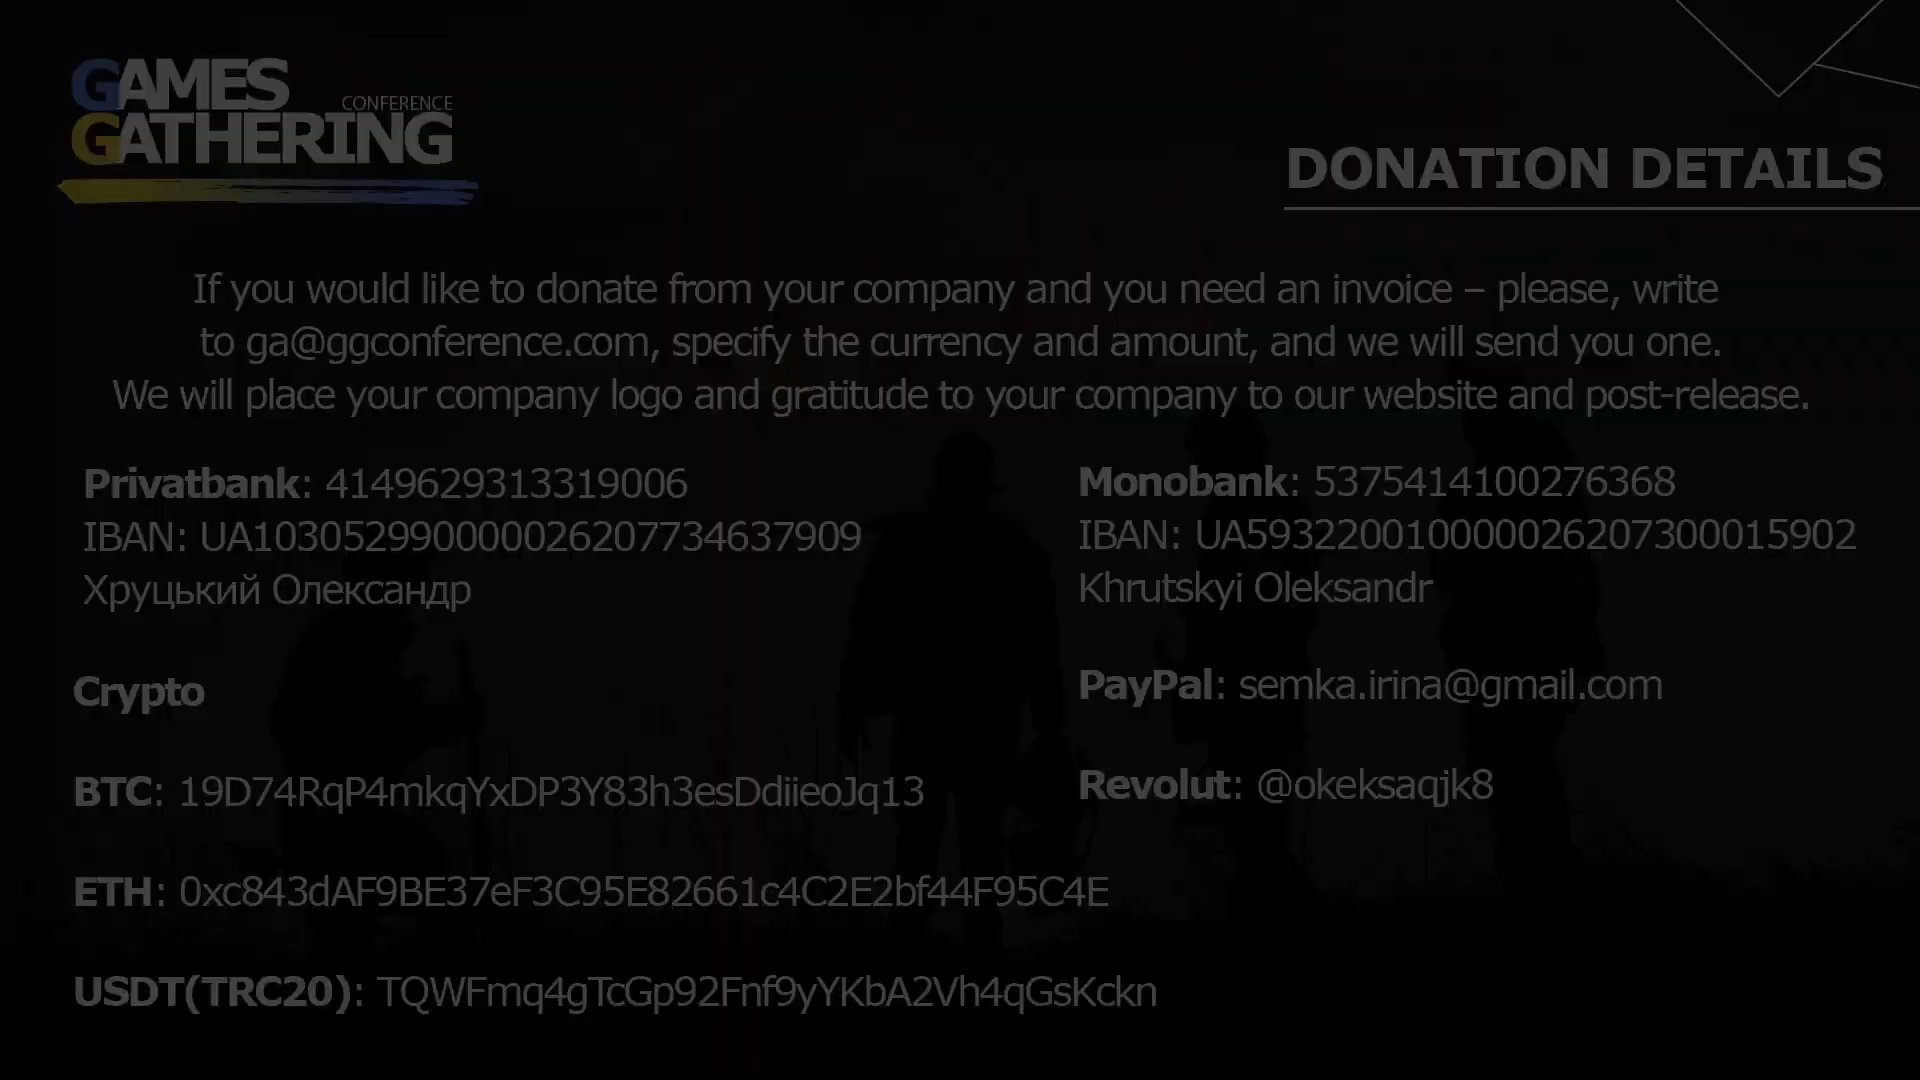 GAMES
CONFERENCE
GATHERING
DONATION DETAILS
If you would like to donate from your company and you need an invoice – please, write
to ga@ggconference.com, specify the currency and amount, and we will send you one.
We will place your company logo and gratitude to your company to our website and post-release.
Privatbank: 4149629313319006
IBAN: UA103052990000026207734637909
Хруцький Олександр
Monobank: 5375414100276368
IBAN: UA593220010000026207300015902
Khrutskyi Oleksandr
Crypto
PayPal: semka.irina@gmail.com
BTC: 19D74RqP4mkqYxDP3Y83h3esDdiieoJq13
Revolut: @okeksaqjk8
ETH: 0xc843dAF9BE37eF3C95E82661c4C2E2bf44F95C4E
USDT(TRC20): TQWFmq4gTcGp92Fnf9yYKbA2Vh4qGsKckn